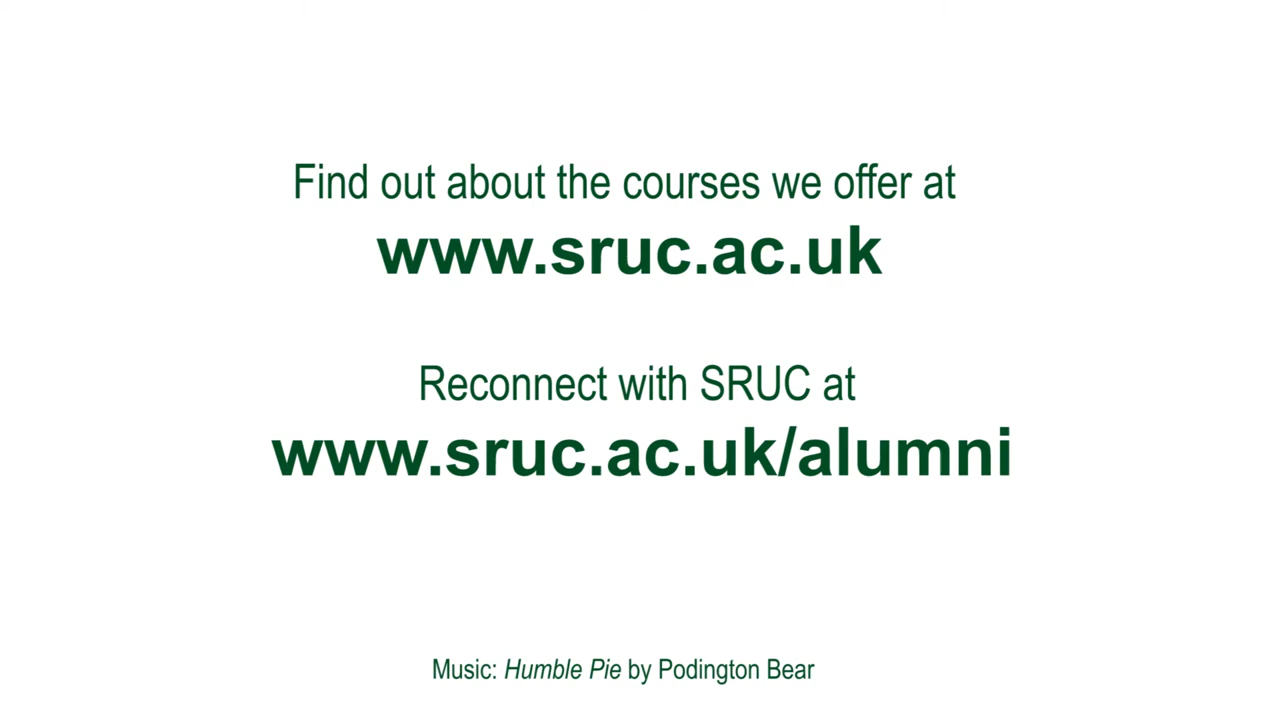 Find out about the courses we offer at
www.sruc.ac.uk
Reconnect with SRUC at
www.sruc.ac.uk/alumni
Music: Humble Pie by Podington Bear